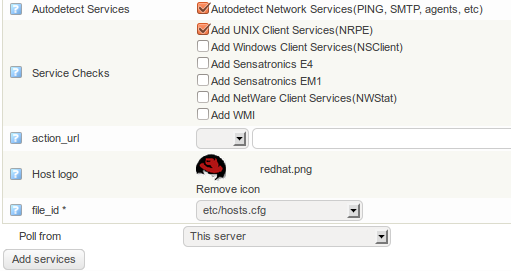 Autodetect Services Autodetect Network Services(PING, SMTP, agents, etc)
Add UNIX Client Services(NRPE)
Add Windows Client Services(NSClient)
Add Sensatronics E4
Service Checks
Add Sensatronics EM1
Add NetWare Client Services(NWStat)
Add WMI
action_url
Host logo redhat.png
Remove icon
file_id * etc/hosts.cfg
Poll from This server
Add services